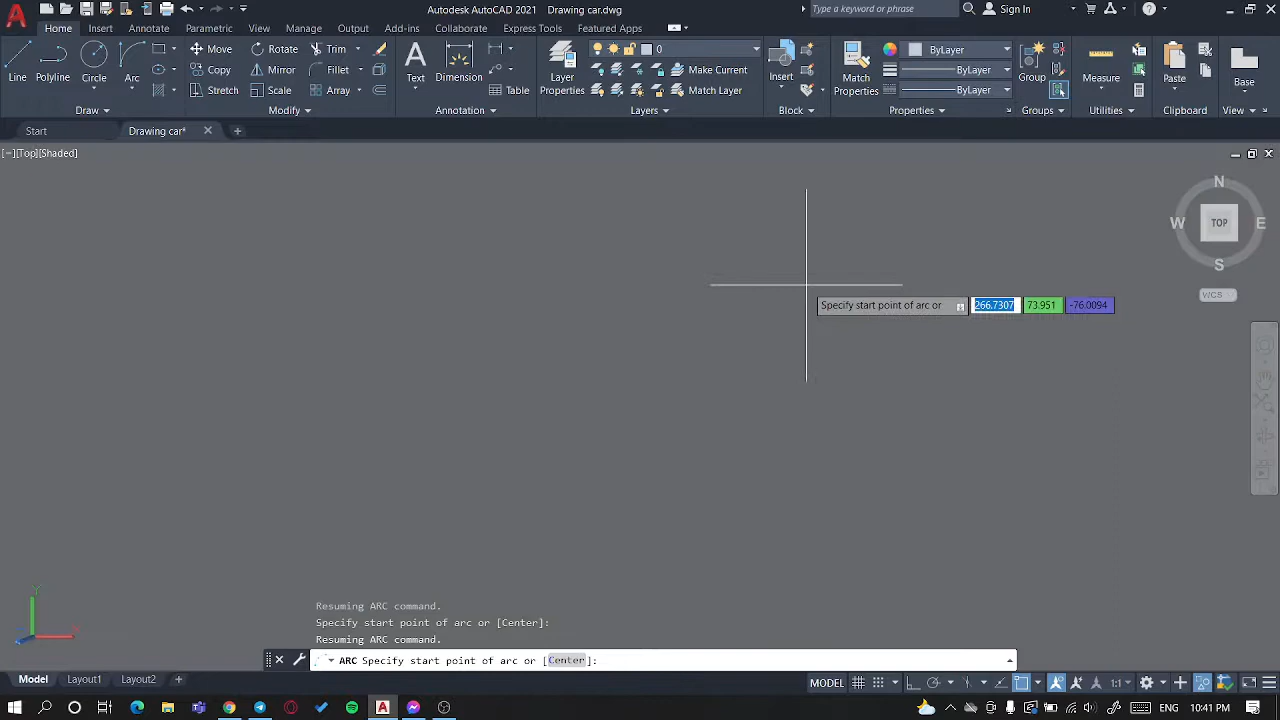 Autodesk AutoCAD 2021 Drawing car.dwg
Type a keyword or phrase
Sign In
Home Insert Annotate Parametric View Manage Output Add-ins Collaborate Express Tools Featured Apps
Line
Polyline
Circle
Arc
Move
Rotate
Trim
Copy
Mirror
Fillet
Stretch
Scale
Array
Text
Dimension
Table
Layer
Properties
0
Make Current
Match Layer
Insert
Match
Properties
ByLayer
ByLayer
ByLayer
Group
Measure
Paste
Base
Draw
Modify
Annotation
Layers
Block
Properties
Groups
Utilities
Clipboard
View
Start
Drawing car*
[−][Top][Shaded]
N
W
TOP
E
S
WCS
Specify start point of arc or
266.7307
73.951
-76.0094
Y
X
Resuming ARC command.
Specify start point of arc or [Center]:
Resuming ARC command.
ARC Specify start point of arc or [Center]:
Model
Layout1
Layout2
MODEL
1:1
ENG
10:41 PM